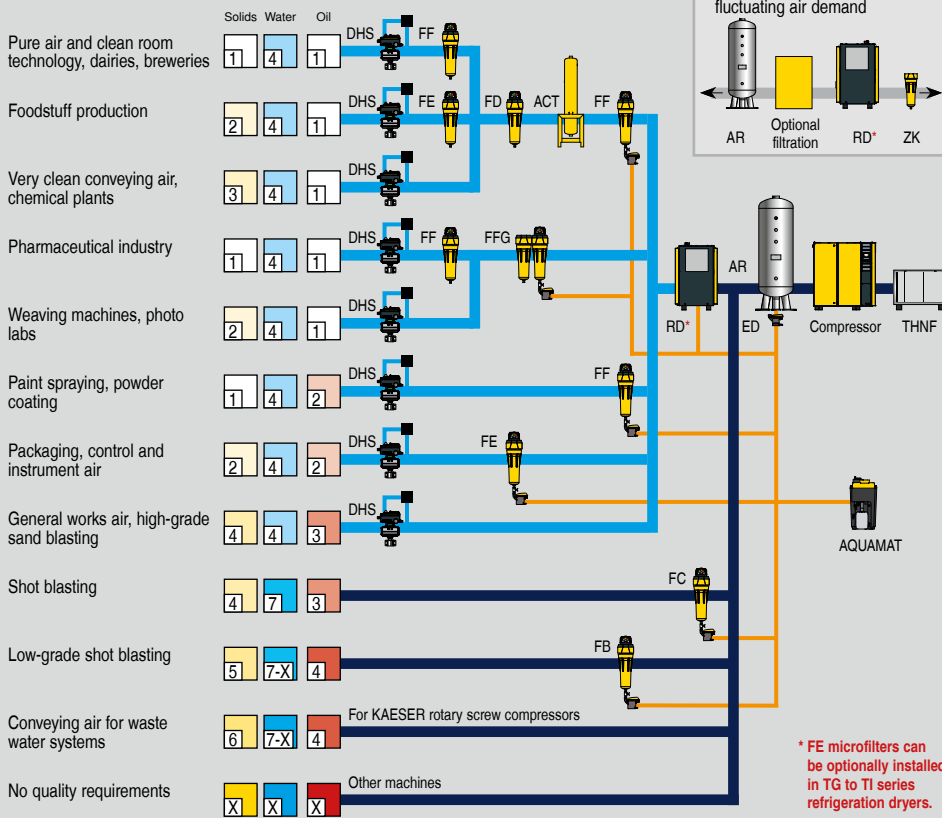 fluctuating air demand
AR
Optional
filtration
RD*
ZK
Solids Water Oil
Pure air and clean room
technology, dairies, breweries
1 4 1
DHS FF
Foodstuff production
2 4 1
DHS FE FD ACT FF
Very clean conveying air,
chemical plants
3 4 1
DHS
Pharmaceutical industry
1 4 1
DHS FF FFG
AR
Weaving machines, photo
labs
2 4 1
DHS
RD* ED Compressor THNF
Paint spraying, powder
coating
1 4 2
DHS FF
Packaging, control and
instrument air
2 4 2
DHS FE
General works air, high-grade
sand blasting
4 4 3
DHS
AQUAMAT
Shot blasting
4 7 3
FC
Low-grade shot blasting
5 7-X 4
FB
Conveying air for waste
water systems
6 7-X 4
For KAESER rotary screw compressors
No quality requirements
X X X
Other machines
* FE microfilters can
be optionally installed
in TG to TI series
refrigeration dryers.